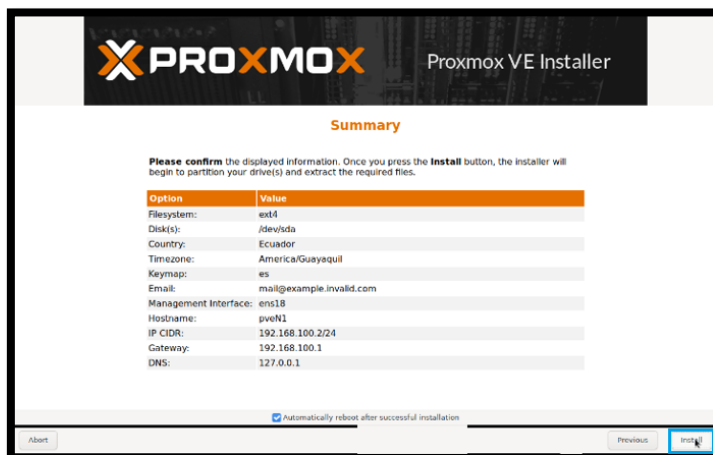 PROXMOX Proxmox VE Installer
Summary
Please confirm the displayed information. Once you press the Install button, the installer will
begin to partition your drive(s) and extract the required files.
Option Value
Filesystem: ext4
Disk(s): /dev/sda
Country: Ecuador
Timezone: America/Guayaquil
Keymap: es
Email: mail@example.invalid.com
Management Interface: ens18
Hostname: pveN1
IP CIDR: 192.168.100.2/24
Gateway: 192.168.100.1
DNS: 127.0.0.1
Automatically reboot after successful installation
Abort Previous Install